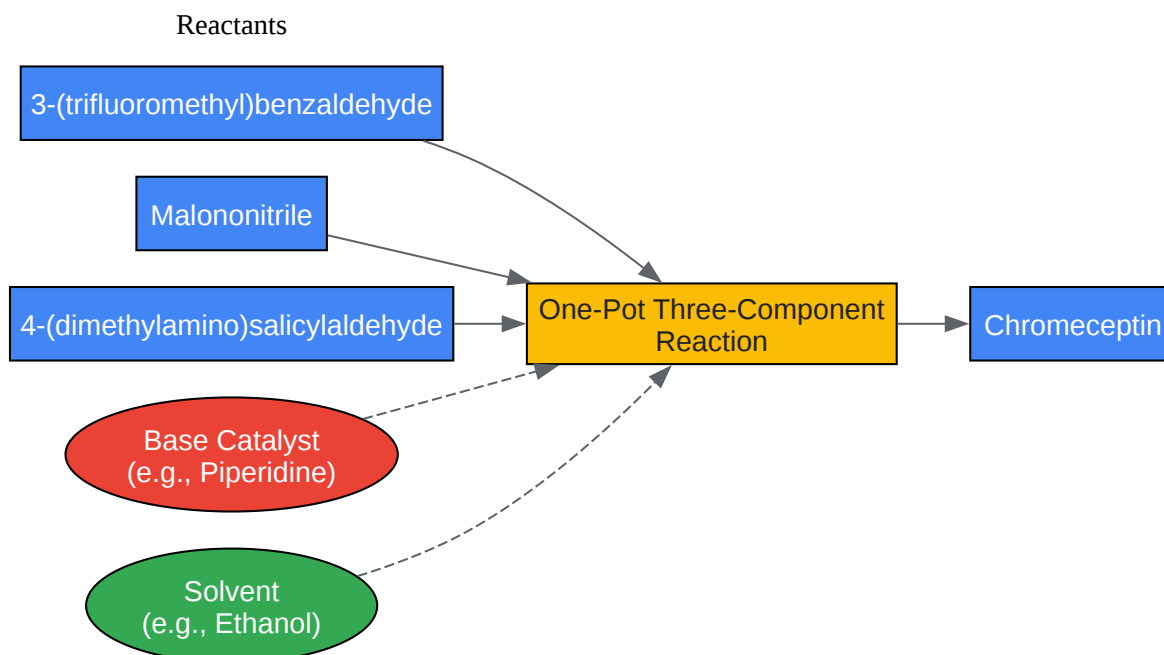 Reactants
3-(trifluoromethyl)benzaldehyde
Malononitrile
4-(dimethylamino)salicylaldehyde
One-Pot Three-Component
Reaction
Chromeceptin
Base Catalyst
(e.g., Piperidine)
Solvent
(e.g., Ethanol)